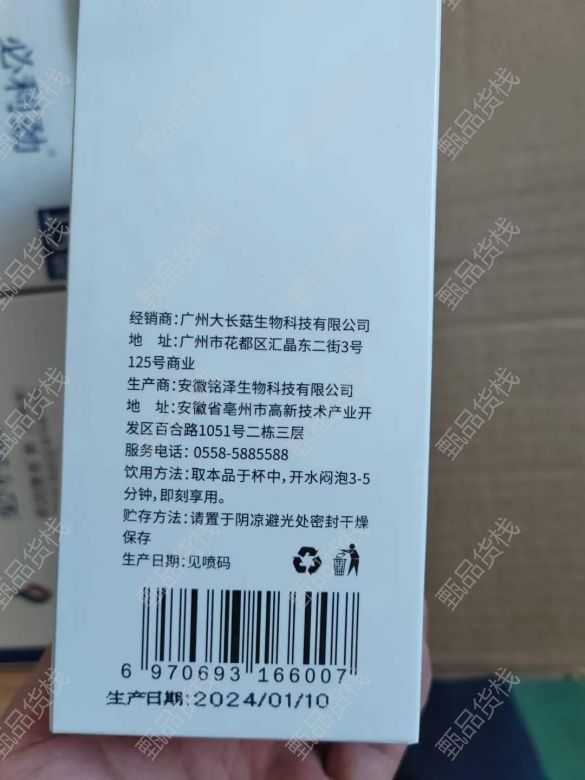 经销商:广州大长菇生物科技有限公司
地 址:广州市花都区汇晶东二街3号
125号商业
生产商:安徽铭泽生物科技有限公司
地 址:安徽省亳州市高新技术产业开
发区百合路1051号二栋三层
服务电话:0558-5885588
饮用方法:取本品于杯中,开水闷泡3-5
分钟,即刻享用。
贮存方法:请置于阴凉避光处密封干燥
保存
生产日期:见喷码
6 970693 166007
生产日期:2024/01/10
甄品货栈